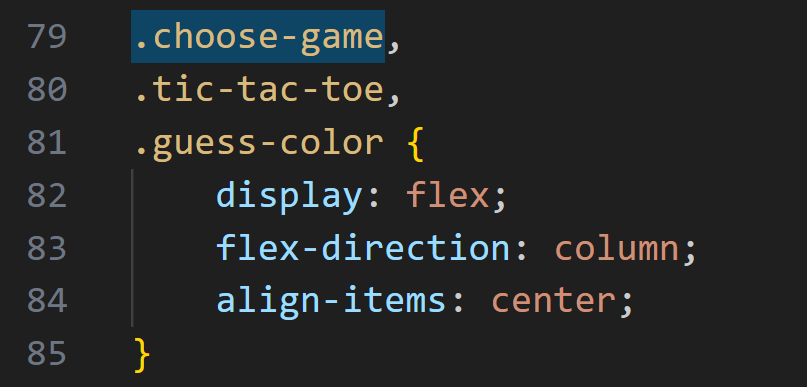 79 .choose-game,
80 .tic-tac-toe,
81 .guess-color {
82 display: flex;
83 flex-direction: column;
84 align-items: center;
85 }